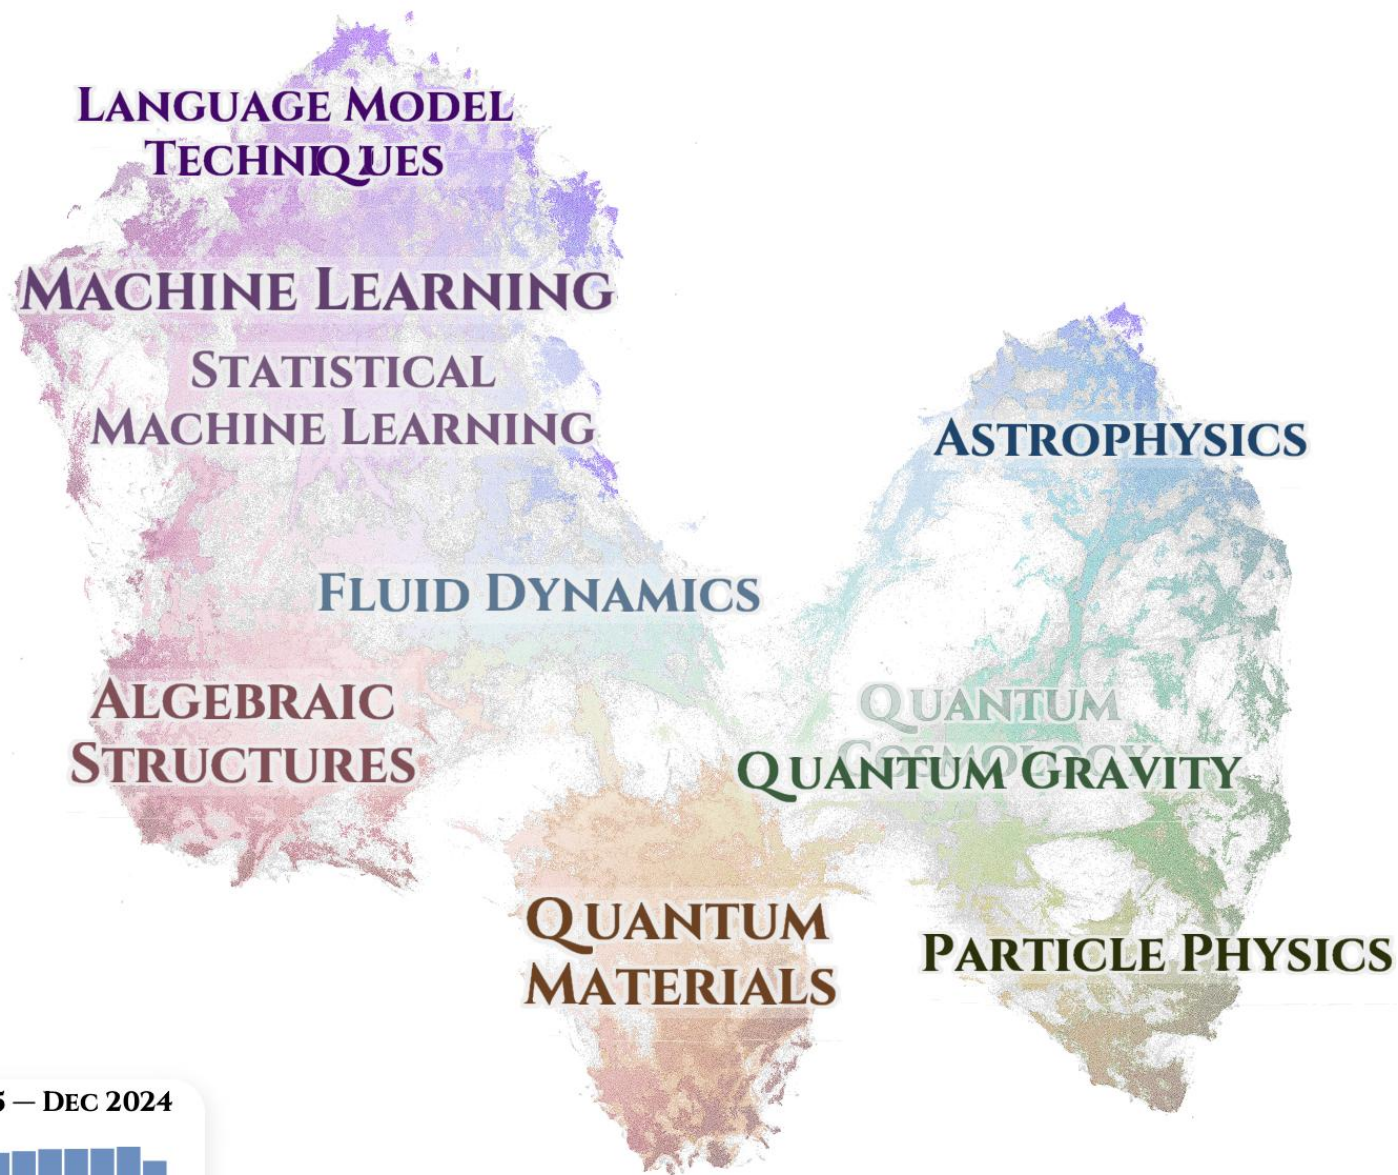 Language Model
Techniques
Machine Learning
Statistical
Machine Learning
Astrophysics
Fluid Dynamics
Algebraic
Structures
Quantum
Cosmology
Quantum Gravity
Quantum
Materials
Particle Physics
— Dec 2024